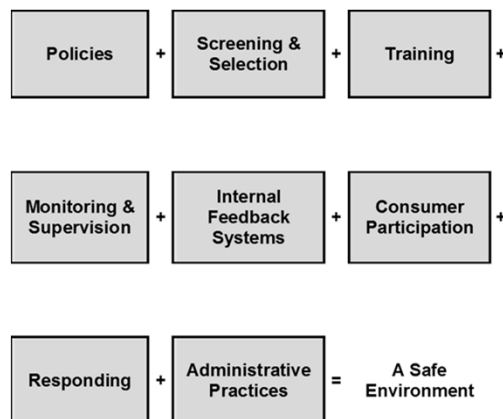 Policies + Screening & Selection + Training +
Monitoring & Supervision + Internal Feedback Systems + Consumer Participation +
Responding + Administrative Practices = A Safe Environment